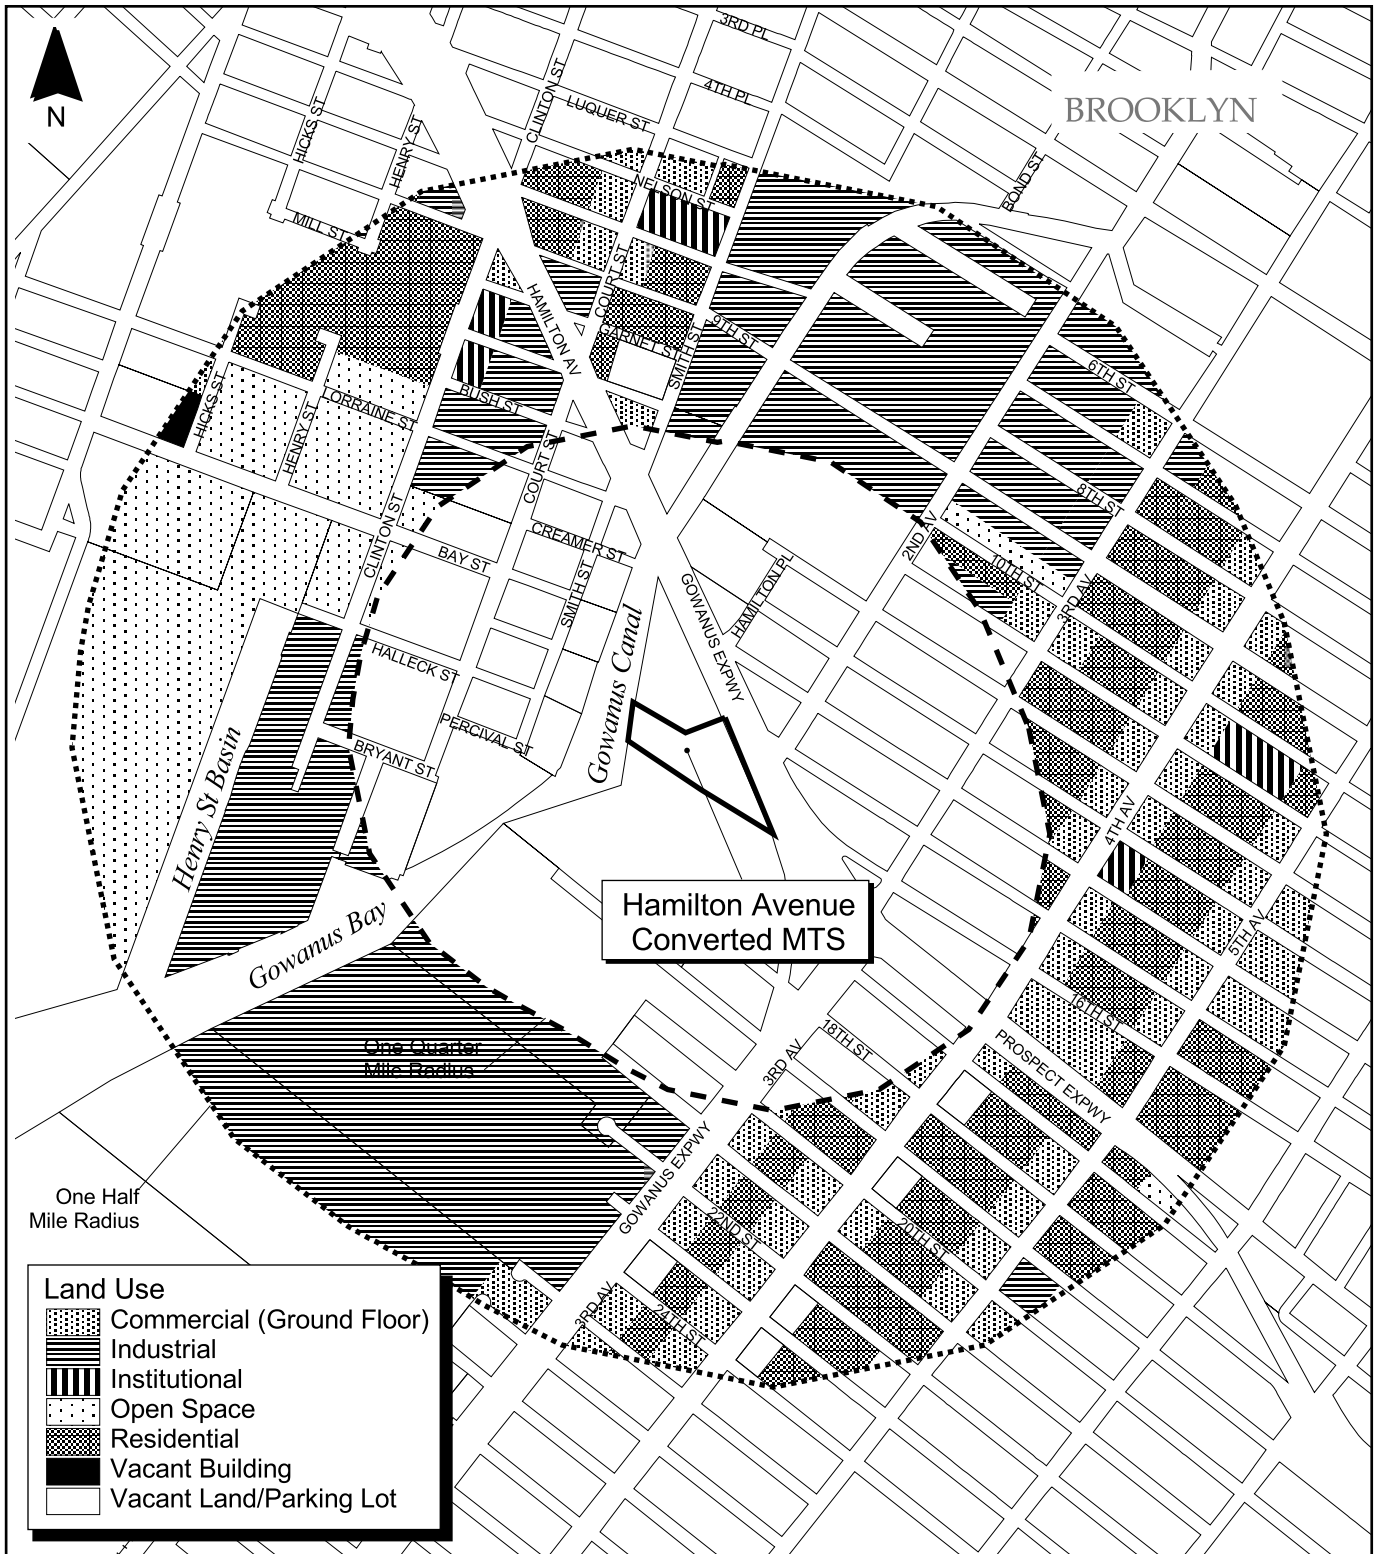 3RD PL
4TH PL
BROOKLYN
N
CLINTON ST
LUQUER ST
HICKS ST
HENRY ST
BOND ST
NELSON ST
MILL ST
COURT ST
HAMILTON AV
GARNET ST
SMITH ST
9TH ST
6TH ST
HICKS ST
LORRAINE ST
BUSH ST
HENRY ST
COURT ST
8TH ST
CLINTON ST
CREAMER ST
2ND AV
BAY ST
10TH ST
SMITH ST
GOWANUS EXPWY
HAMILTON PL
3RD AV
HALLECK ST
Gowanus Canal
PERCIVAL ST
BRYANT ST
Henry St Basin
4TH AV
Hamilton Avenue
Converted MTS
Gowanus Bay
5TH AV
16TH ST
One Quarter
Mile Radius
18TH ST
3RD AV
PROSPECT EXPWY
GOWANUS EXPWY
One Half
Mile Radius
22ND ST
20TH ST
3RD AV
24TH ST
Land Use
Commercial (Ground Floor)
Industrial
Institutional
Open Space
Residential
Vacant Building
Vacant Land/Parking Lot